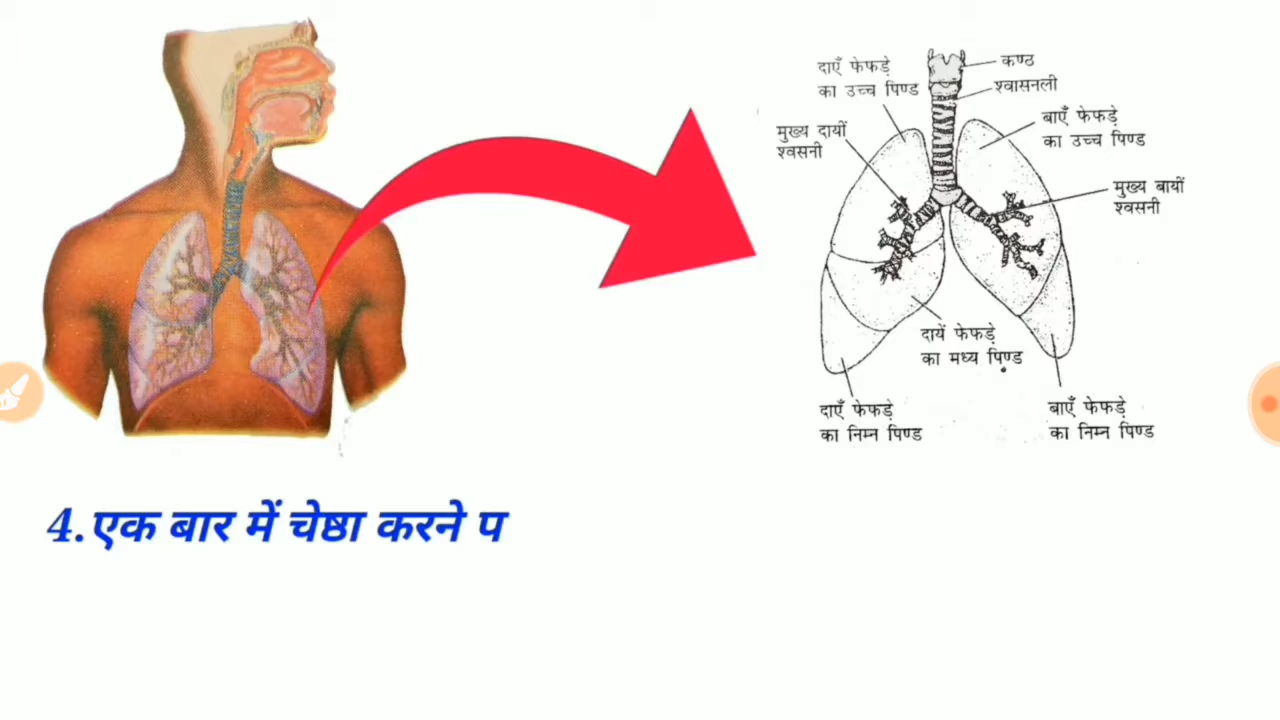 दाएँ फेफड़े
का उच्च पिण्ड
कण्ठ
श्वासनली
मुख्य दायीं
श्वसनी
बाएँ फेफड़े
का उच्च पिण्ड
मुख्य बायीं
श्वसनी
दायें फेफड़े
का मध्य पिण्ड
दाएँ फेफड़े
का निम्न पिण्ड
बाएँ फेफड़े
का निम्न पिण्ड
4.एक बार में चेष्ठा करने प